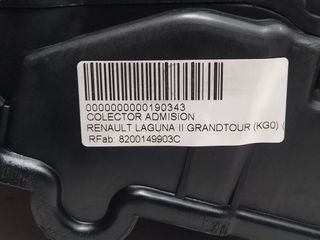 0000000000190343
COLECTOR ADMISION
RENAULT LAGUNA II GRANDTOUR (KG0) (
RFab: 8200149903C